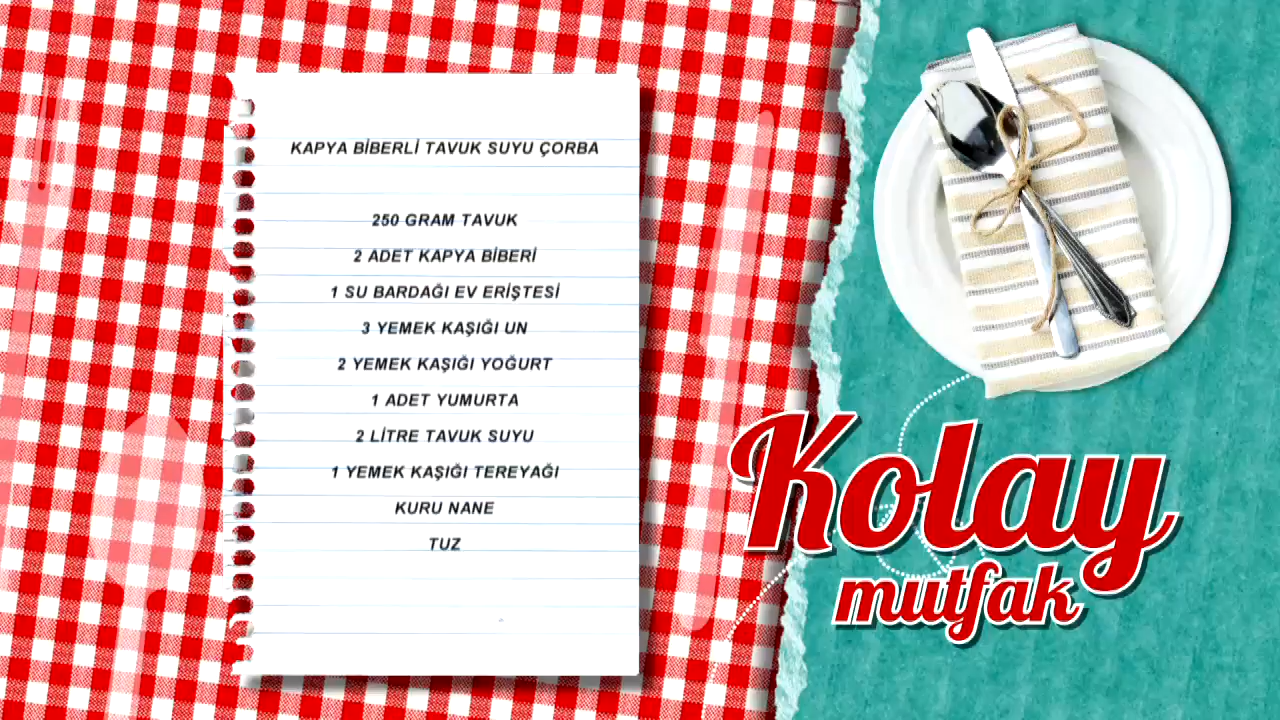 KAPYA BİBERLİ TAVUK SUYU ÇORBA
250 GRAM TAVUK
2 ADET KAPYA BİBERİ
1 SU BARDAĞI EV ERİŞTESİ
3 YEMEK KAŞIĞI UN
2 YEMEK KAŞIĞI YOĞURT
1 ADET YUMURTA
2 LİTRE TAVUK SUYU
1 YEMEK KAŞIĞI TEREYAĞI
KURU NANE
TUZ
Kolay
mutfak